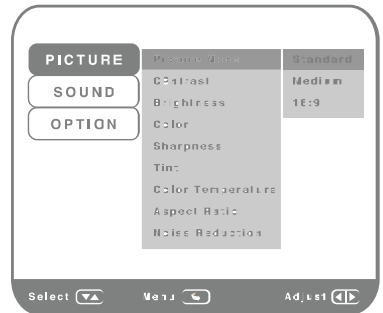 PICTURE
SOUND
OPTION
Picture Mode
Contrast
Brightness
Color
Sharpness
Tint
Color Temperature
Aspect Ratio
Noise Reduction
Standard
Medium
16:9
Select Menu Adjust